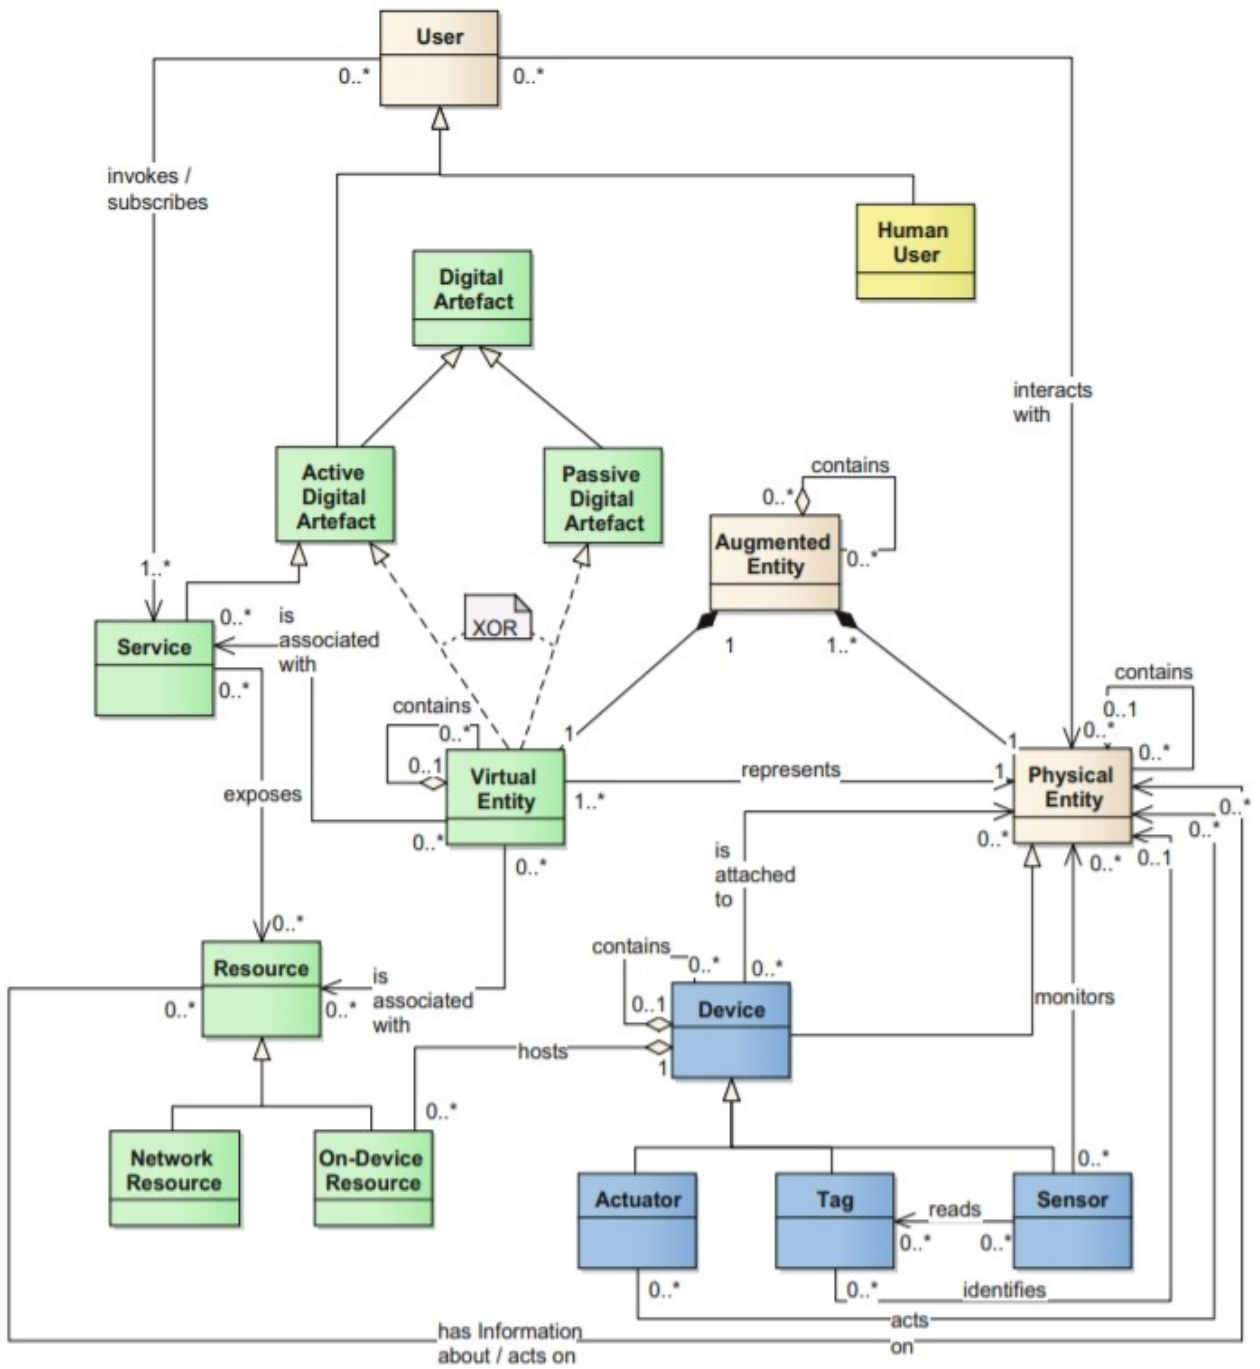 User
0..*
0..*
invokes /
subscribes
Human
User
Digital
Artefact
interacts
with
Active
Digital
Artefact
Passive
Digital
Artefact
contains
0..*
0..*
Augmented
Entity
1..*
0..*
is
associated
with
XOR
1
1..*
Service
0..*
contains
0..*
0..1
contains
0..1
0..*
0..*
1
1
Virtual
Entity
represents
1
1..*
Physical
Entity
exposes
0..*
0..*
is
attached
to
0..*
0..*
0..1
0..*
0..*
0..*
Resource
0..*
0..*
is
associated
with
contains
0..*
0..*
0..1
Device
monitors
hosts
1
0..*
Network
Resource
On-Device
Resource
0..*
Actuator
Tag
Sensor
reads
0..*
0..*
0..*
0..*
identifies
acts
on
has Information
about / acts on